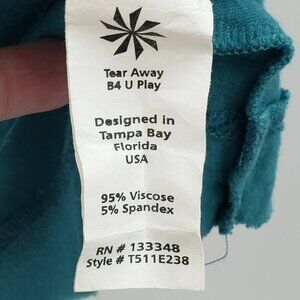 Tear Away
B4 U Play
Designed in
Tampa Bay
Florida
USA
95% Viscose
5% Spandex
RN # 133348
Style # T511E238